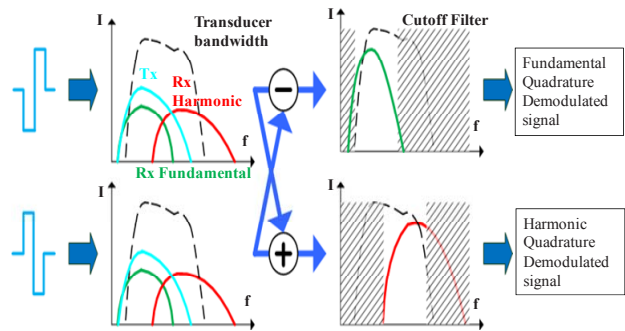 I
Transducer
bandwidth
Tx
Rx
Harmonic
f
Rx Fundamental
−
I
Cutoff Filter
f
Fundamental
Quadrature
Demodulated
signal
I
f
+
I
f
Harmonic
Quadrature
Demodulated
signal